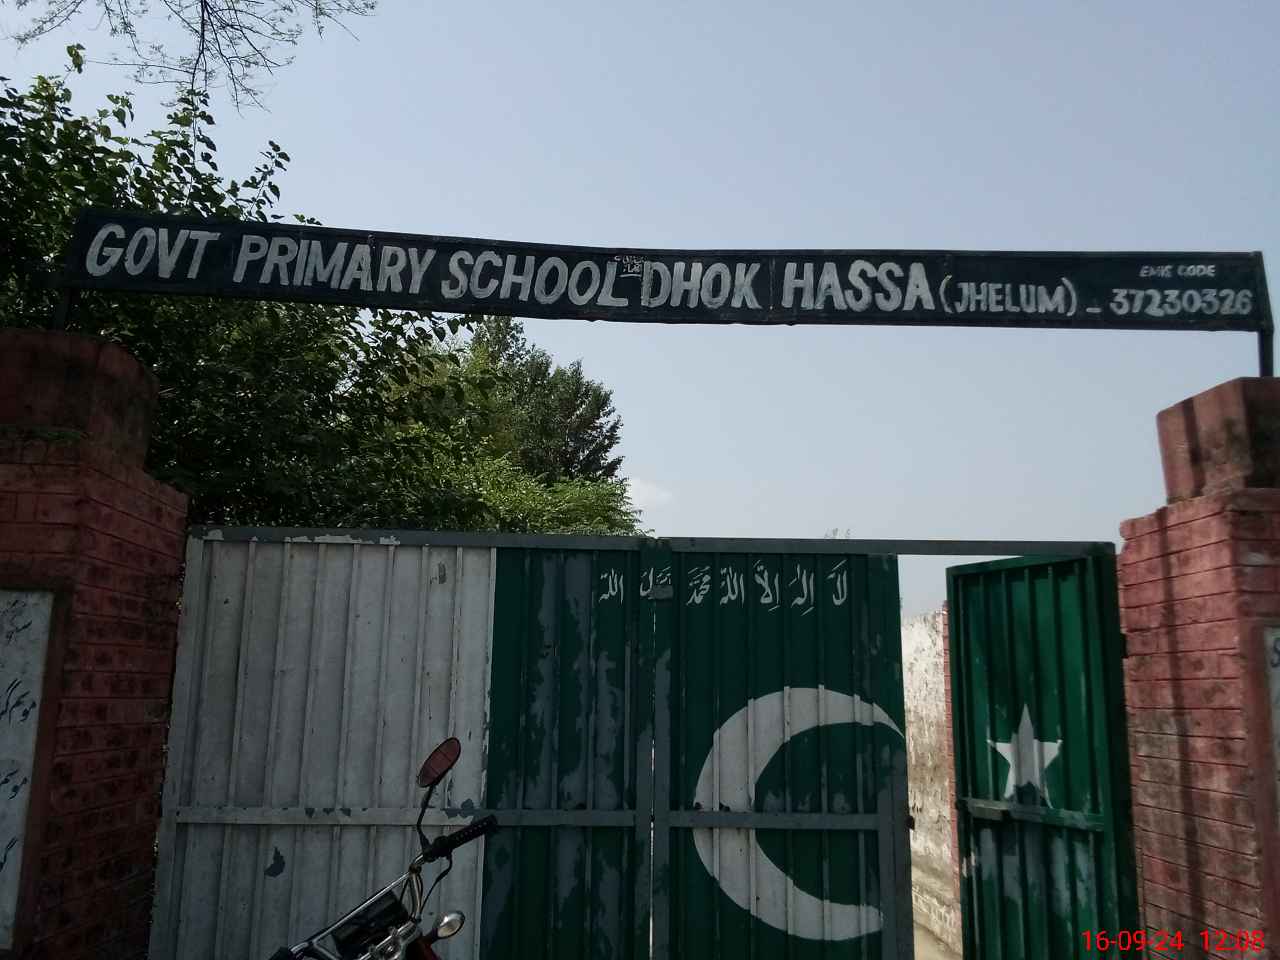 GOVT PRIMARY SCHOOL DHOK HASSA (JHELUM) - 37230326
EMIS CODE
لَا اِلٰہَ اِلَّا اللّٰہُ مُحَمَّدٌ رَّسُوۡلُ اللّٰہ
16-09-24 12:08